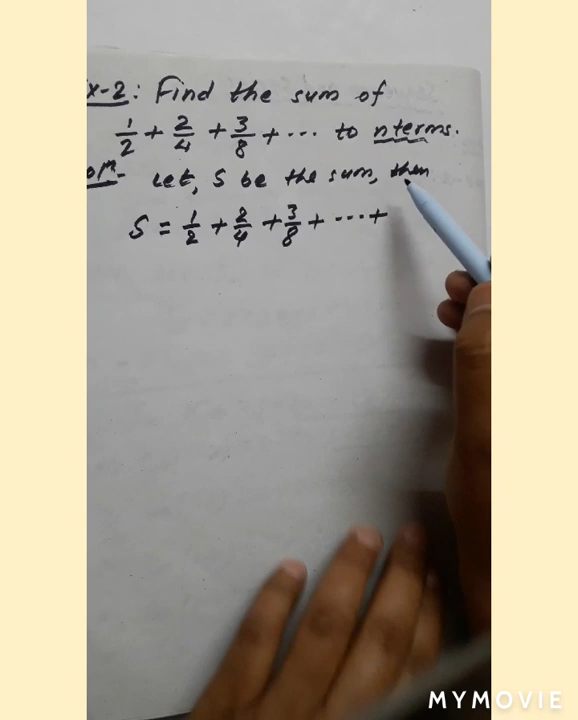 x-2: Find the sum of
1/2 + 2/4 + 3/8 + ... to n terms.
olⁿ- Let, S be the sum, then
S = 1/2 + 2/4 + 3/8 + ... +
MYMOVIE